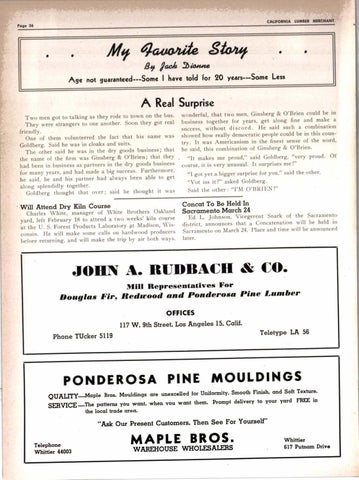 Page 36
CALIFORNIA LUMBER MERCHANT
. . My Favorite Story . .
By Jack Dionne
Age not guaranteed---Some I have told for 20 years---Some Less
A Real Surprise
Two men got to talking as they rode to town on the bus.
They were strangers to one another. Soon they got real
friendly.
One of them volunteered the fact that his name was
Goldberg. Said he was in cloaks and suits.
The other said he was in the dry goods business; that
the name of his firm was Ginsberg & O'Brien; that they
had been in business as partners in the dry goods business
for many years, and had made a big success. Furthermore,
he said, he and his partner had always been able to get
along splendidly together.
Goldberg thought that over; said he thought it was
wonderful, that two men, Ginsberg & O'Brien could be in
business together for years, get along fine and make a
success, without discord. He said such a combination
showed how really democratic people could be in this country. It was Americanism in the finest sense of the word,
he said, this combination of Ginsberg & O'Brien.
"It makes me proud," said Goldberg, "very proud. Of
course, it is very unusual. It surprises me!"
"I got yet a bigger surprise for you," said the other.
"Vot iss it?" asked Goldberg.
Said the other: "I'M O'BRIEN!"
Will Attend Dry Kiln Course
Charles White, manager of White Brothers Oakland
yard, left February 18 to attend a two weeks' kiln course
at the U. S. Forest Products Laboratory at Madison, Wisconsin. He will make some calls on hardwood producers
before returning, and will make the trip by air both ways.
Concat To Be Held In
Sacramento March 24
Ed L. Johnson, Vicegerent Snark of the Sacramento
district, announces that a Concatenation will be held in
Sacramento on March 24. Place and time will be announced
later.
JOHN A. RUDBACH & CO.
Mill Representatives For
Douglas Fir, Redwood and Ponderosa Pine Lumber
OFFICES
117 W. 9th Street, Los Angeles 15, Calif.
Phone TUcker 5119
Teletype LA 56
PONDEROSA PINE MOULDINGS
QUALITY—Maple Bros. Mouldings are unexcelled for Uniformity, Smooth Finish, and Soft Texture.
SERVICE—The patterns you want, when you want them. Prompt delivery to your yard FREE in
the local trade area.
"Ask Our Present Customers, Then See For Yourself"
Telephone
Whittier 44003
MAPLE BROS.
WAREHOUSE WHOLESALERS
Whittier
617 Putnam Drive